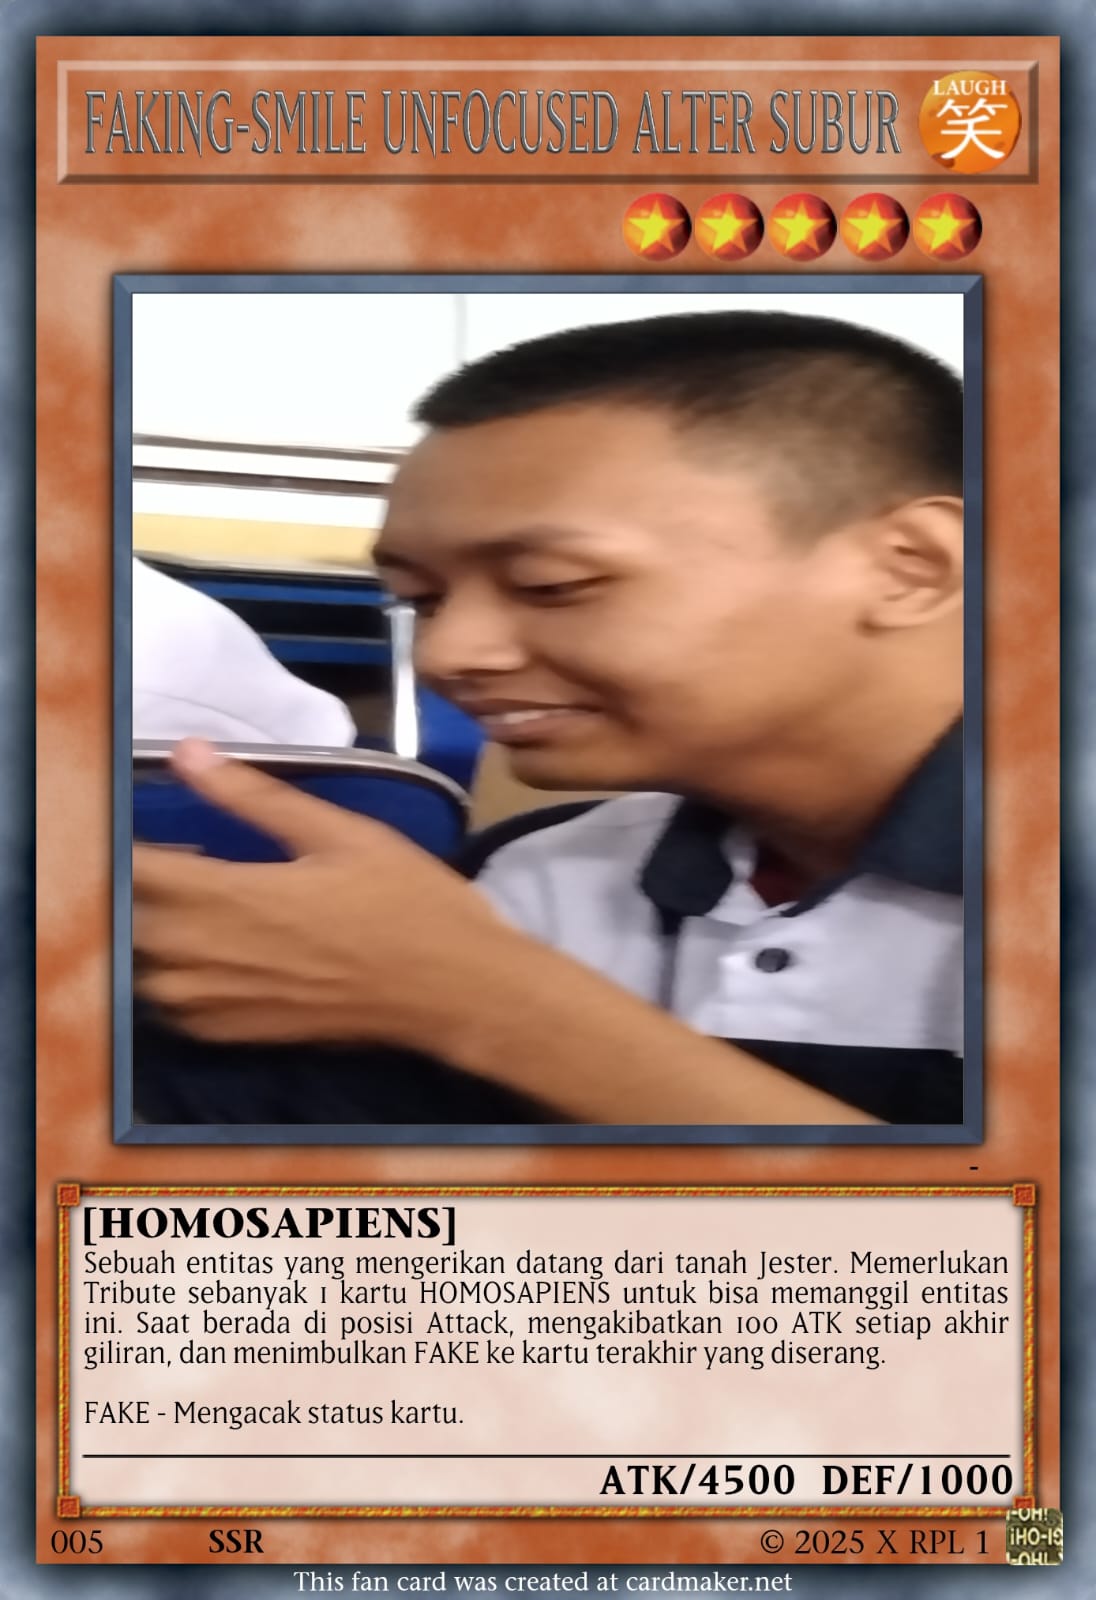 FAKING-SMILE UNFOCUSED ALTER SUBUR
LAUGH
笑
-
[HOMOSAPIENS]
Sebuah entitas yang mengerikan datang dari tanah Jester. Memerlukan
Tribute sebanyak 1 kartu HOMOSAPIENS untuk bisa memanggil entitas
ini. Saat berada di posisi Attack, mengakibatkan 100 ATK setiap akhir
giliran, dan menimbulkan FAKE ke kartu terakhir yang diserang.
FAKE - Mengacak status kartu.
ATK/4500 DEF/1000
005 SSR © 2025 X RPL 1
This fan card was created at cardmaker.net